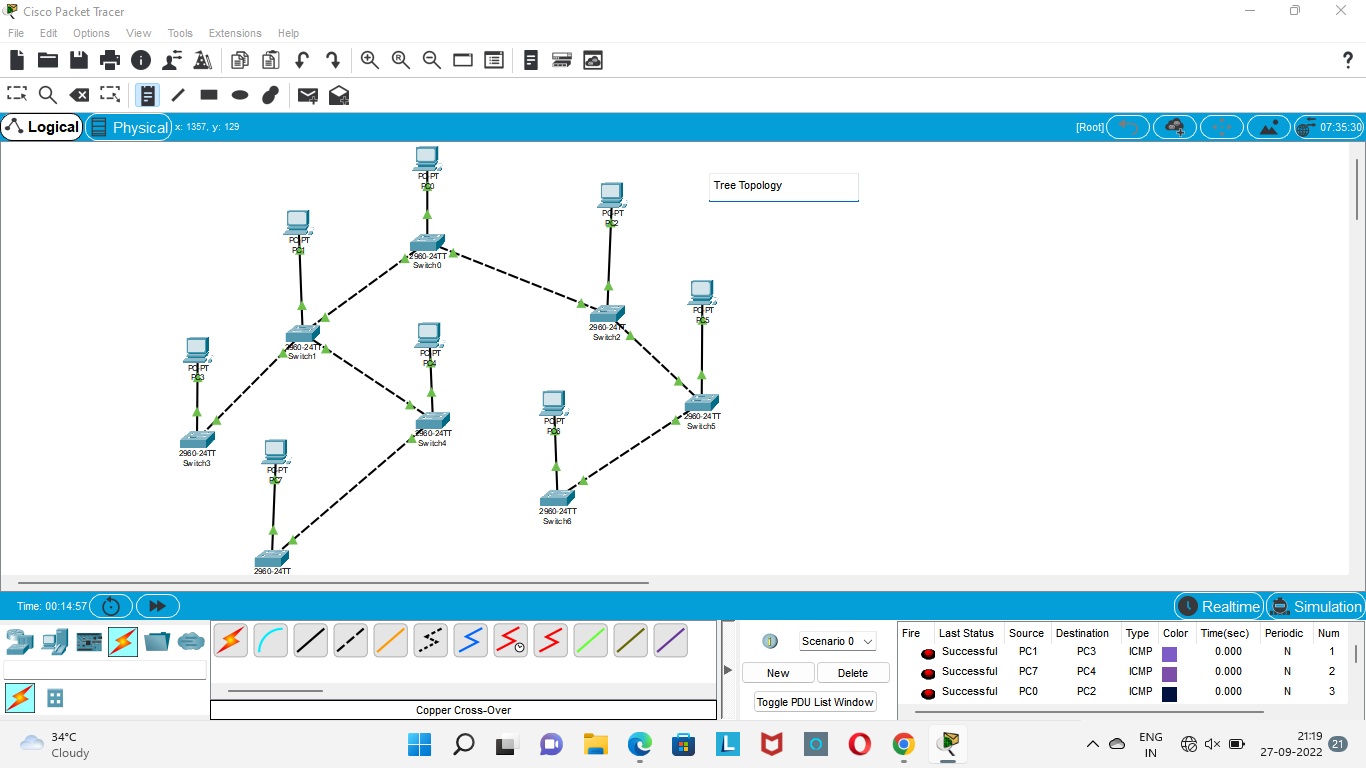 Cisco Packet Tracer
File Edit Options View Tools Extensions Help
Logical Physical x: 1357, y: 129 [Root] 07:35:30
PC-PT
PC0
Tree Topology
PC-PT
PC2
PC-PT
PC1
2960-24TT
Switch0
PC-PT
PC5
2960-24TT
Switch2
2960-24TT
Switch1
PC-PT
PC4
PC-PT
PC3
2960-24TT
Switch5
PC-PT
PC6
2960-24TT
Switch4
2960-24TT
Switch3
PC-PT
PC7
2960-24TT
Switch6
2960-24TT
Time: 00:14:57 Realtime Simulation
Scenario 0
New Delete
Toggle PDU List Window
Copper Cross-Over
Fire Last Status Source Destination Type Color Time(sec) Periodic Num
Successful PC1 PC3 ICMP 0.000 N 1
Successful PC7 PC4 ICMP 0.000 N 2
Successful PC0 PC2 ICMP 0.000 N 3
34°C
Cloudy
ENG
IN
21:19
27-09-2022
21